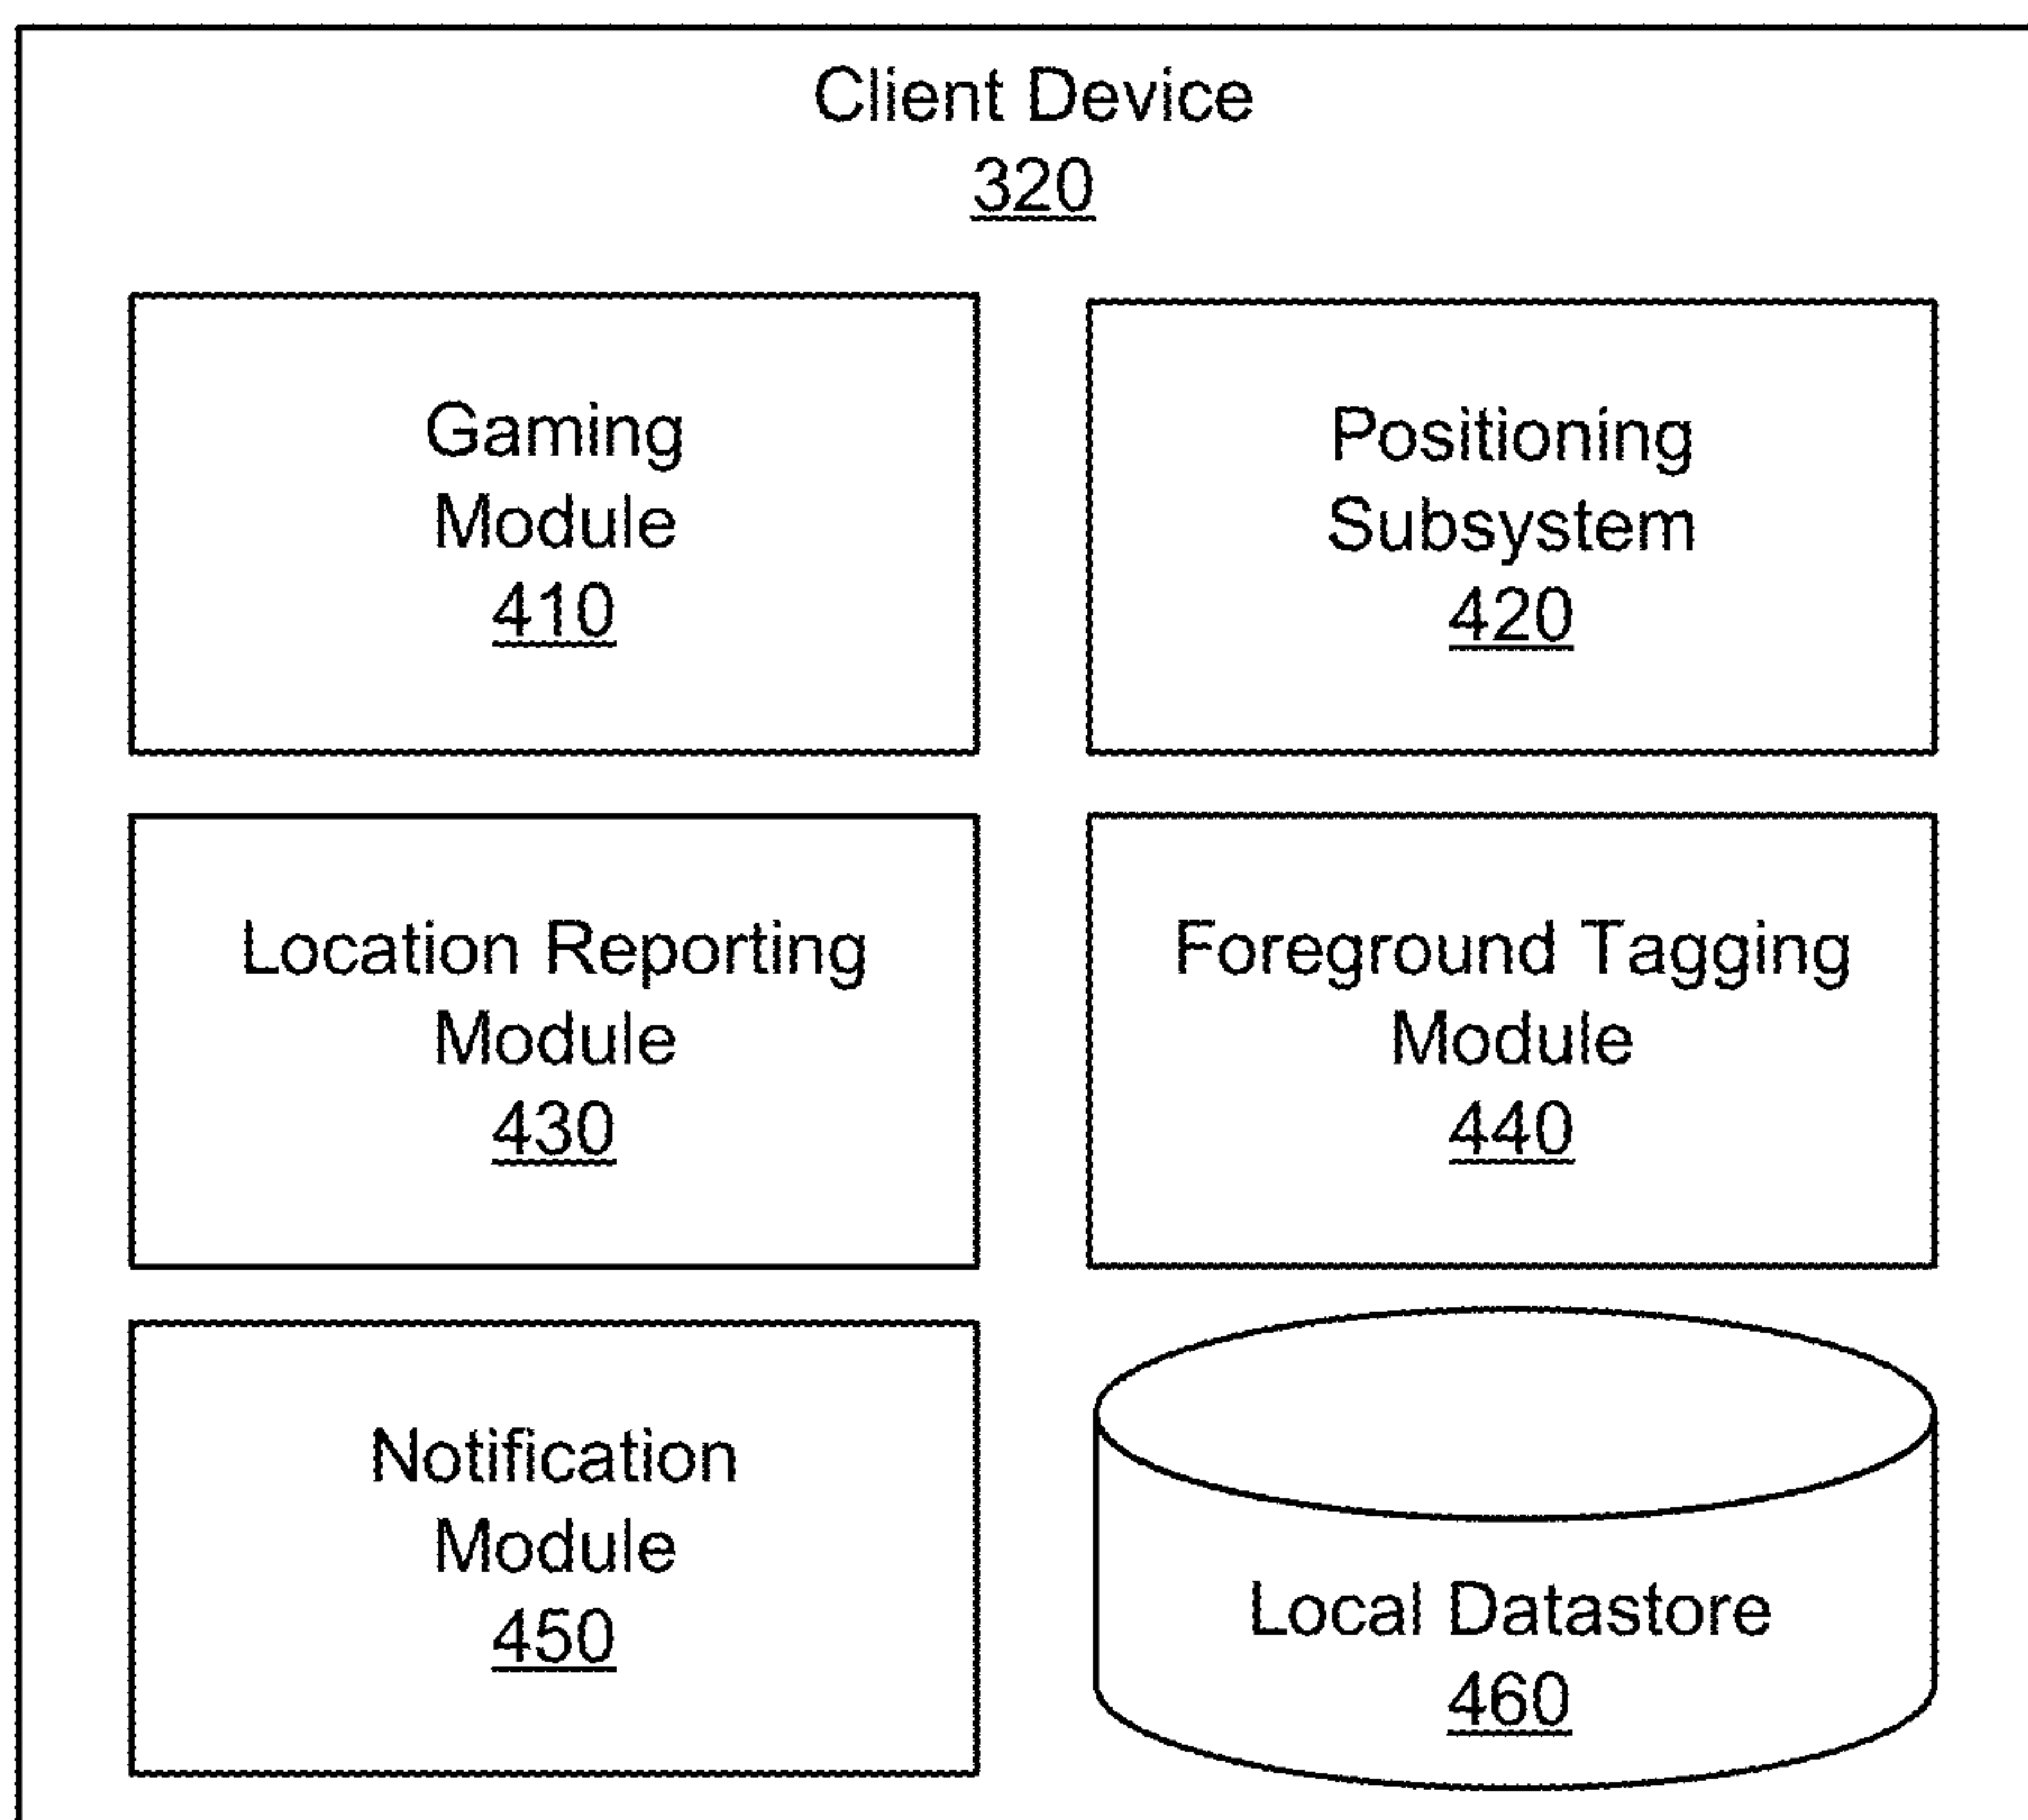 Client Device
320
Gaming
Module
410
Positioning
Subsystem
420
Location Reporting
Module
430
Foreground Tagging
Module
440
Notification
Module
450
Local Datastore
460